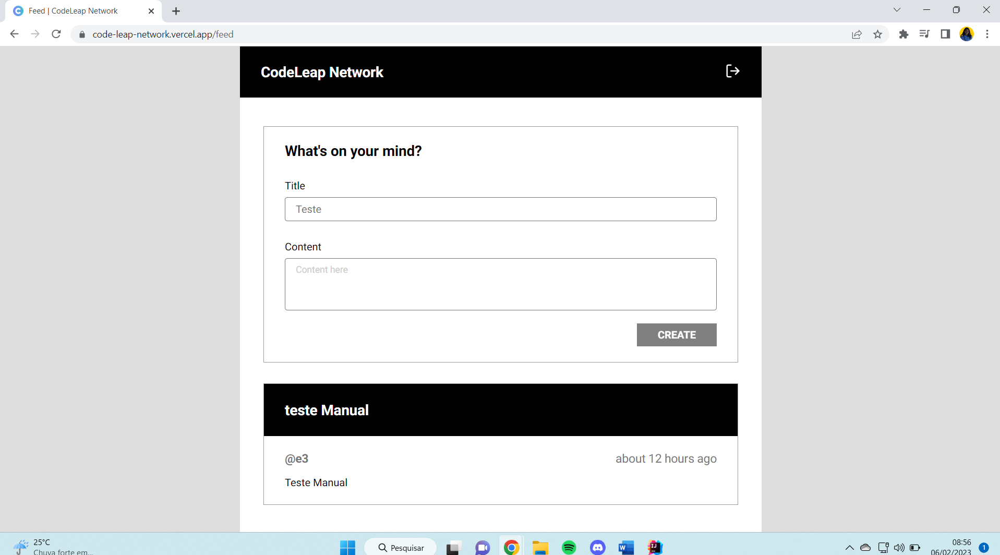 Feed | CodeLeap Network
code-leap-network.vercel.app/feed
CodeLeap Network
What's on your mind?
Title
Teste
Content
Content here
CREATE
teste Manual
@e3
about 12 hours ago
Teste Manual
25°C
Chuva forte em...
Pesquisar
08:56
06/02/2023
1